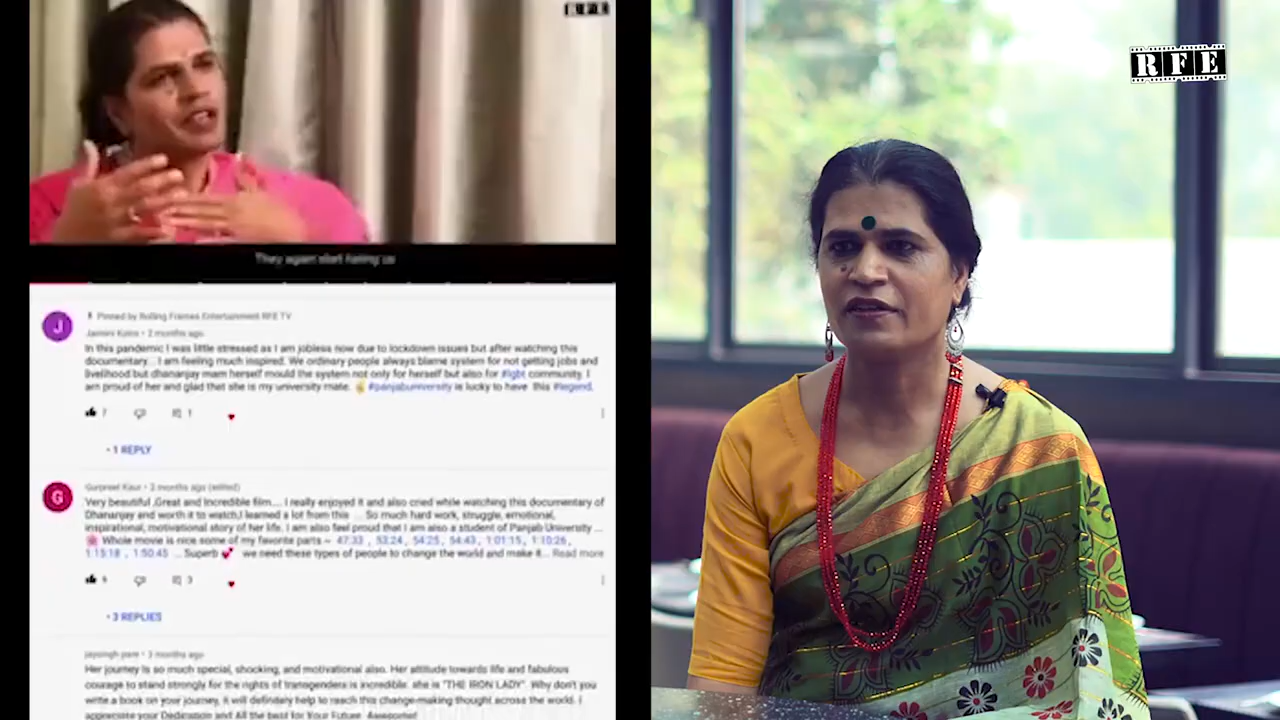 RFE
RFE
They again start hating us
J
Pinned by Rolling Frames Entertainment RFE TV
2 months ago
In this pandemic I was little stressed as I am jobless now due to lockdown issues but after watching this
documentary... I am feeling much inspired. We ordinary people always blame system for not getting jobs and
livelihood but dhananjay mam herself mould the system not only for herself but also for #lgbt community. I
am proud of her and glad that she is my university mate. #panjabuniversity is lucky to have this #legend.
7 1
• 1 REPLY
G
Gurpreet Kaur • 3 months ago (edited)
Very beautiful ,Great and Incredible film.... I really enjoyed it and also cried while watching this documentary of
Dhananjay and worth it to watch,I learned a lot from this ... So much hard work, struggle, emotional,
inspirational, motivational story of her life. I am also feel proud that I am also a student of Panjab University ...
Whole movie is nice some of my favorite parts ~ 47:33 , 53:24 , 54:25 , 54:43 , 1:01:15 , 1:10:26 ,
1:15:18 , 1:50:45 ... Superb we need these types of people to change the world and make it... Read more
3
• 3 REPLIES
3 months ago
Her journey is so much special, shocking, and motivational also. Her attitude towards life and fabulous
courage to stand strongly for the rights of transgenders is incredible. she is "THE IRON LADY". Why don't you
write a book on your journey, it will definitely help to reach this change-making thought across the world. I
appreciate your Dedication and All the best for Your Future. Awesome!